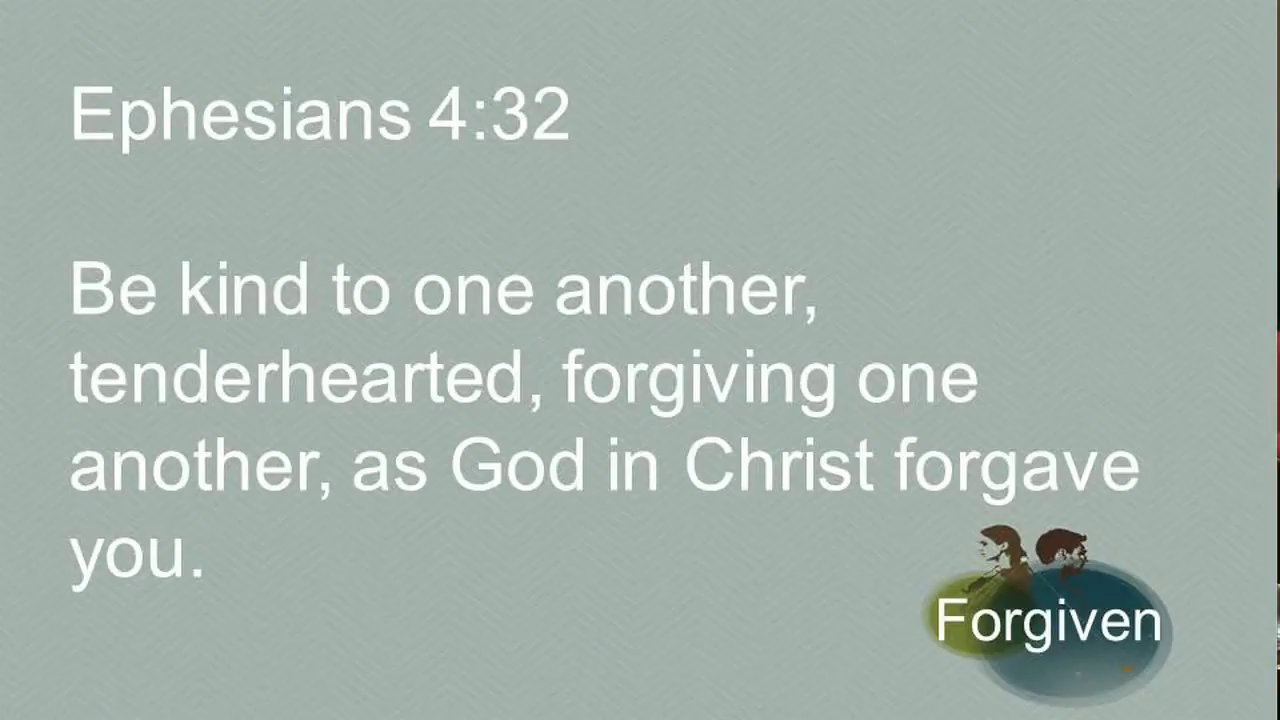 Ephesians 4:32
Be kind to one another,
tenderhearted, forgiving one
another, as God in Christ forgave
you.
Forgiven